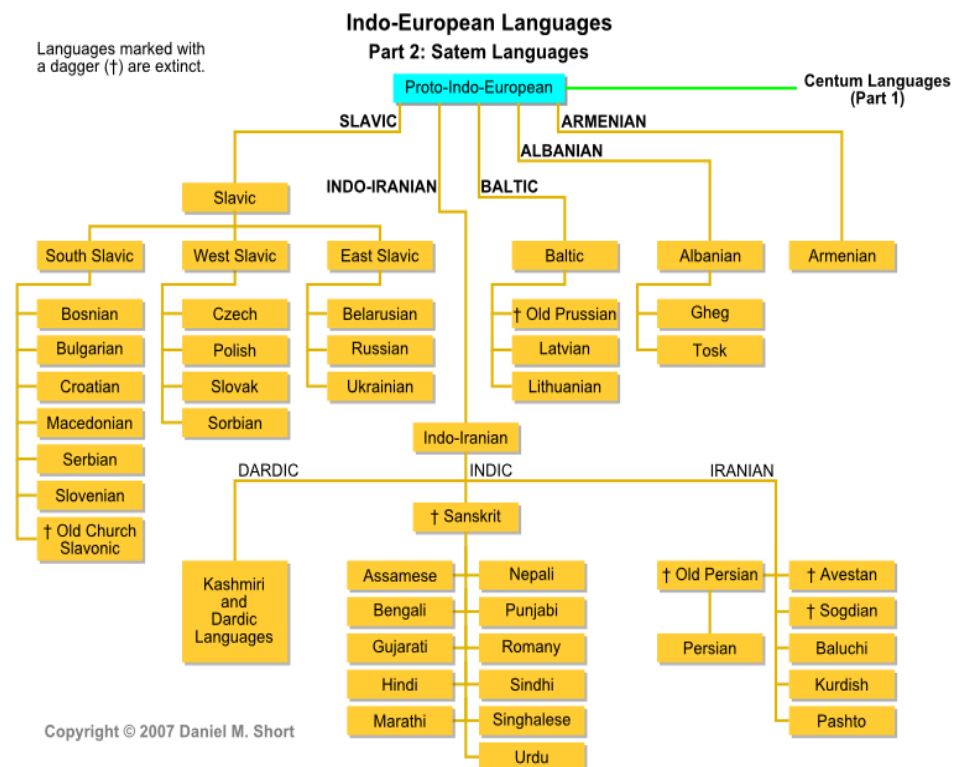 Indo-European Languages
Part 2: Satem Languages
Languages marked with
a dagger (†) are extinct.
Proto-Indo-European
Centum Languages
(Part 1)
SLAVIC
ARMENIAN
ALBANIAN
INDO-IRANIAN
BALTIC
Slavic
South Slavic
West Slavic
East Slavic
Baltic
Albanian
Armenian
Bosnian
Czech
Belarusian
† Old Prussian
Gheg
Bulgarian
Polish
Russian
Latvian
Tosk
Croatian
Slovak
Ukrainian
Lithuanian
Macedonian
Sorbian
Serbian
Slovenian
† Old Church
Slavonic
Indo-Iranian
DARDIC
INDIC
IRANIAN
† Sanskrit
Kashmiri
and
Dardic
Languages
Assamese
Nepali
Bengali
Punjabi
Gujarati
Romany
Hindi
Sindhi
Marathi
Singhalese
Urdu
† Old Persian
† Avestan
† Sogdian
Persian
Baluchi
Kurdish
Pashto
Copyright © 2007 Daniel M. Short